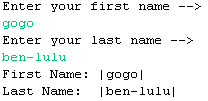 Enter your first name -->
gogo
Enter your last name -->
ben-lulu
First Name: |gogo|
Last Name:  |ben-lulu|